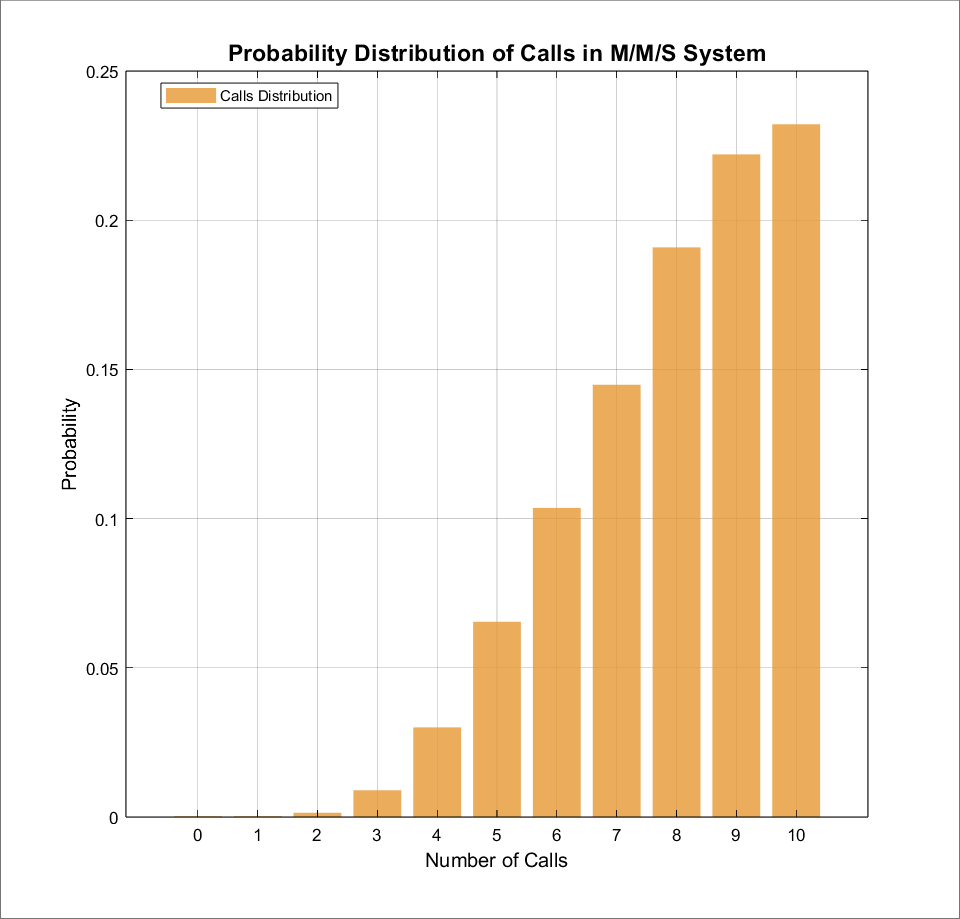 Probability Distribution of Calls in M/M/S System
Calls Distribution
0.25
0.2
0.15
0.1
0.05
0
Probability
0 1 2 3 4 5 6 7 8 9 10
Number of Calls